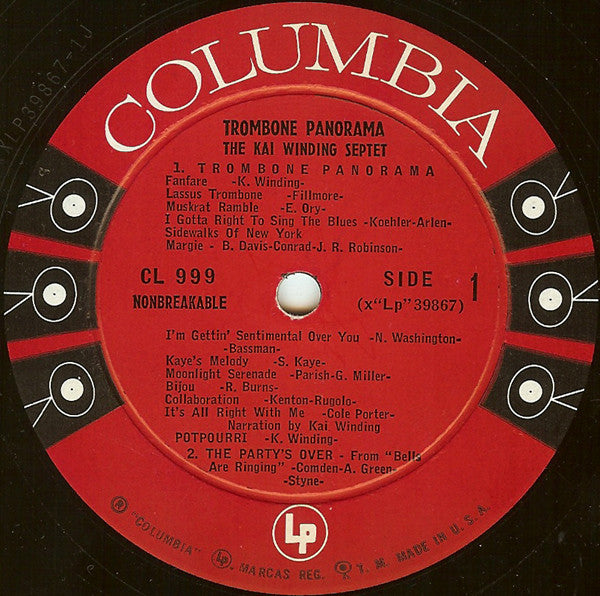 COLUMBIA
XLP39867-1J
TROMBONE PANORAMA
THE KAI WINDING SEPTET
1. TROMBONE PANORAMA
Fanfare -K. Winding-
Lassus Trombone -Fillmore-
Muskrat Ramble -E. Ory-
I Gotta Right To Sing The Blues -Koehler-Arlen-
Sidewalks Of New York
Margie - B. Davis-Conrad-J. R. Robinson-
CL 999
NONBREAKABLE
SIDE 1
(x"Lp"39867)
I'm Gettin' Sentimental Over You -N. Washington-
-Bassman-
Kaye's Melody -S. Kaye-
Moonlight Serenade -Parish-G. Miller-
Bijou -R. Burns-
Collaboration -Kenton-Rugolo-
It's All Right With Me -Cole Porter-
Narration by Kai Winding
POTPOURRI -K. Winding-
2. THE PARTY'S OVER - From "Bells
Are Ringing" -Comden-A. Green-
-Styne-
Lp
® "COLUMBIA" ®. MARCAS REG. T. M. MADE IN U. S. A.